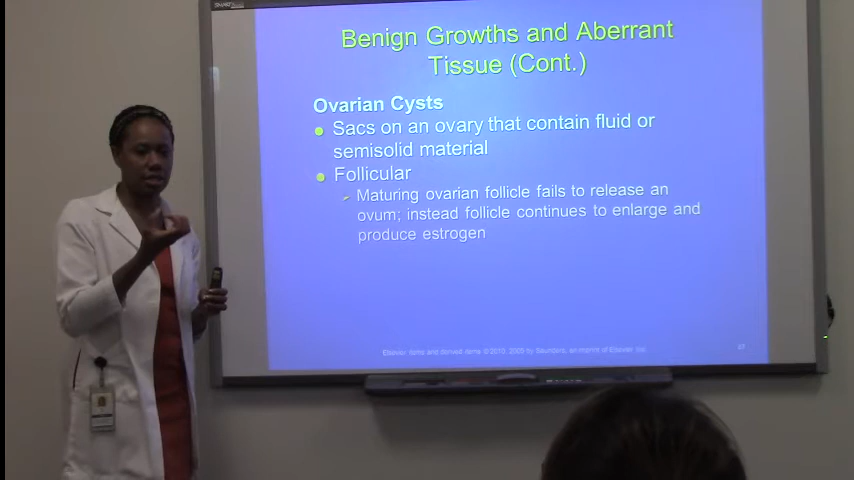 SMART
Benign Growths and Aberrant
Tissue (Cont.)
Ovarian Cysts
Sacs on an ovary that contain fluid or
semisolid material
Follicular
Maturing ovarian follicle fails to release an
ovum; instead follicle continues to enlarge and
produce estrogen
Elsevier items and derived items © 2010, 2005 by Saunders, an imprint of Elsevier Inc.